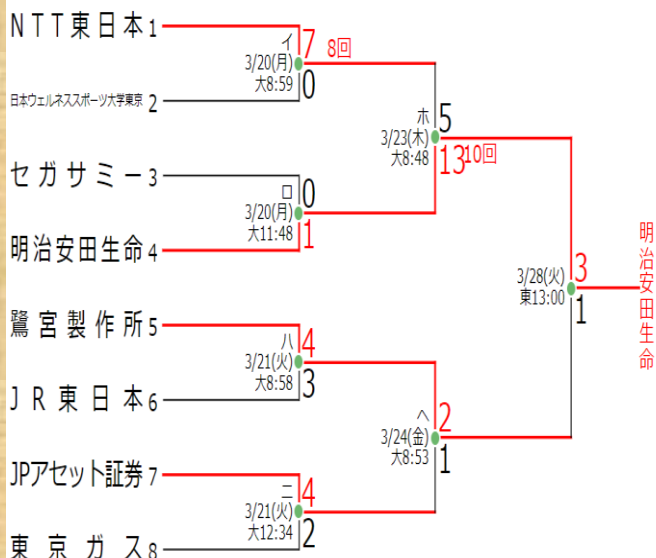 NTT東日本 1
日本ウェルネススポーツ大学東京 2
イ
3/20(月)
大8:59
7
8回
0
セガサミー 3
明治安田生命 4
ロ
3/20(月)
大11:48
0
1
ホ
3/23(木)
大8:48
5
13
10回
鷺宮製作所 5
JR東日本 6
ハ
3/21(火)
大8:58
4
3
JPアセット証券 7
東京ガス 8
ニ
3/21(火)
大12:34
4
2
ヘ
3/24(金)
大8:53
2
1
3/28(火)
東13:00
3
1
明治安田生命